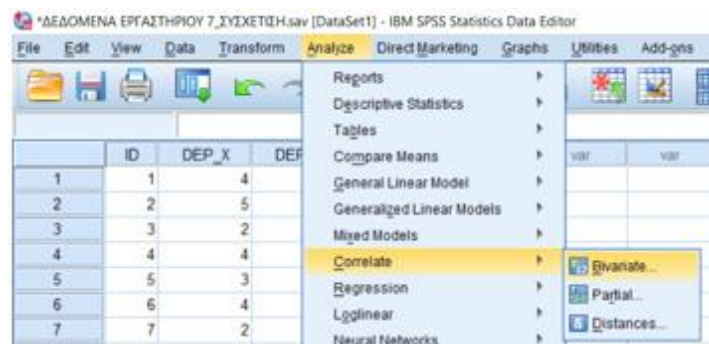 *ΔΕΔΟΜΕΝΑ ΕΡΓΑΣΤΗΡΙΟΥ 7_ΣΥΣΧΕΤΙΣΗ.sav [DataSet1] - IBM SPSS Statistics Data Editor
File Edit View Data Transform Analyze Direct Marketing Graphs Utilities Add-ons
Reports
Descriptive Statistics
Tables
ID DEP_X DEP Compare Means var var
1 1 4 General Linear Model
2 2 5 Generalized Linear Models
3 3 2 Mixed Models
4 4 4 Correlate Bivariate...
5 5 3 Regression Partial...
6 6 4 Loglinear Distances...
7 7 2 Neural Networks